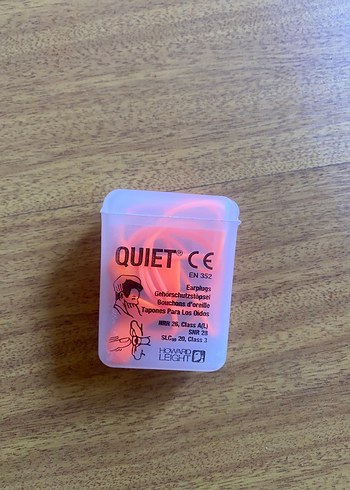 QUIET® CE
EN 352
Earplugs
Gehörschutzstöpsel
Bouchons d'oreille
Tapones Para Los Oidos
NRR 26, Class A(L)
SNR 28
SLC80 20, Class 3
HOWARD
LEIGHT